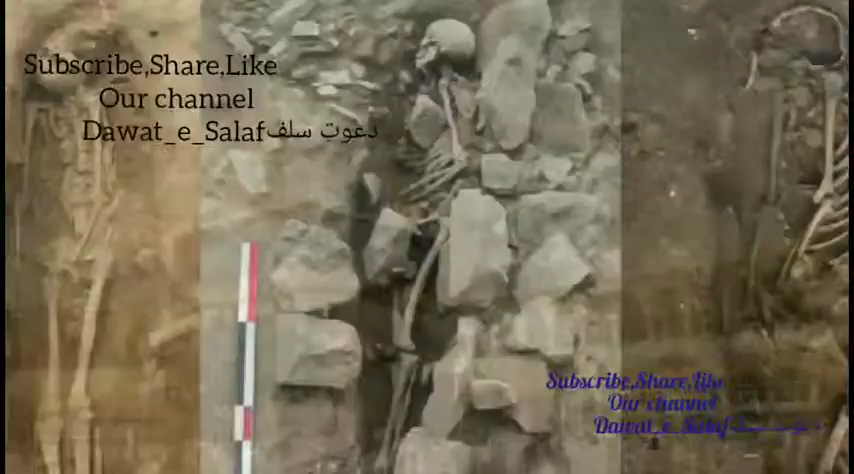 Subscribe,Share,Like
Our channel
Dawat_e_Salafدعوتِ سلف
Subscribe,Share,Like
Our channel
Dawat_e_Salaf